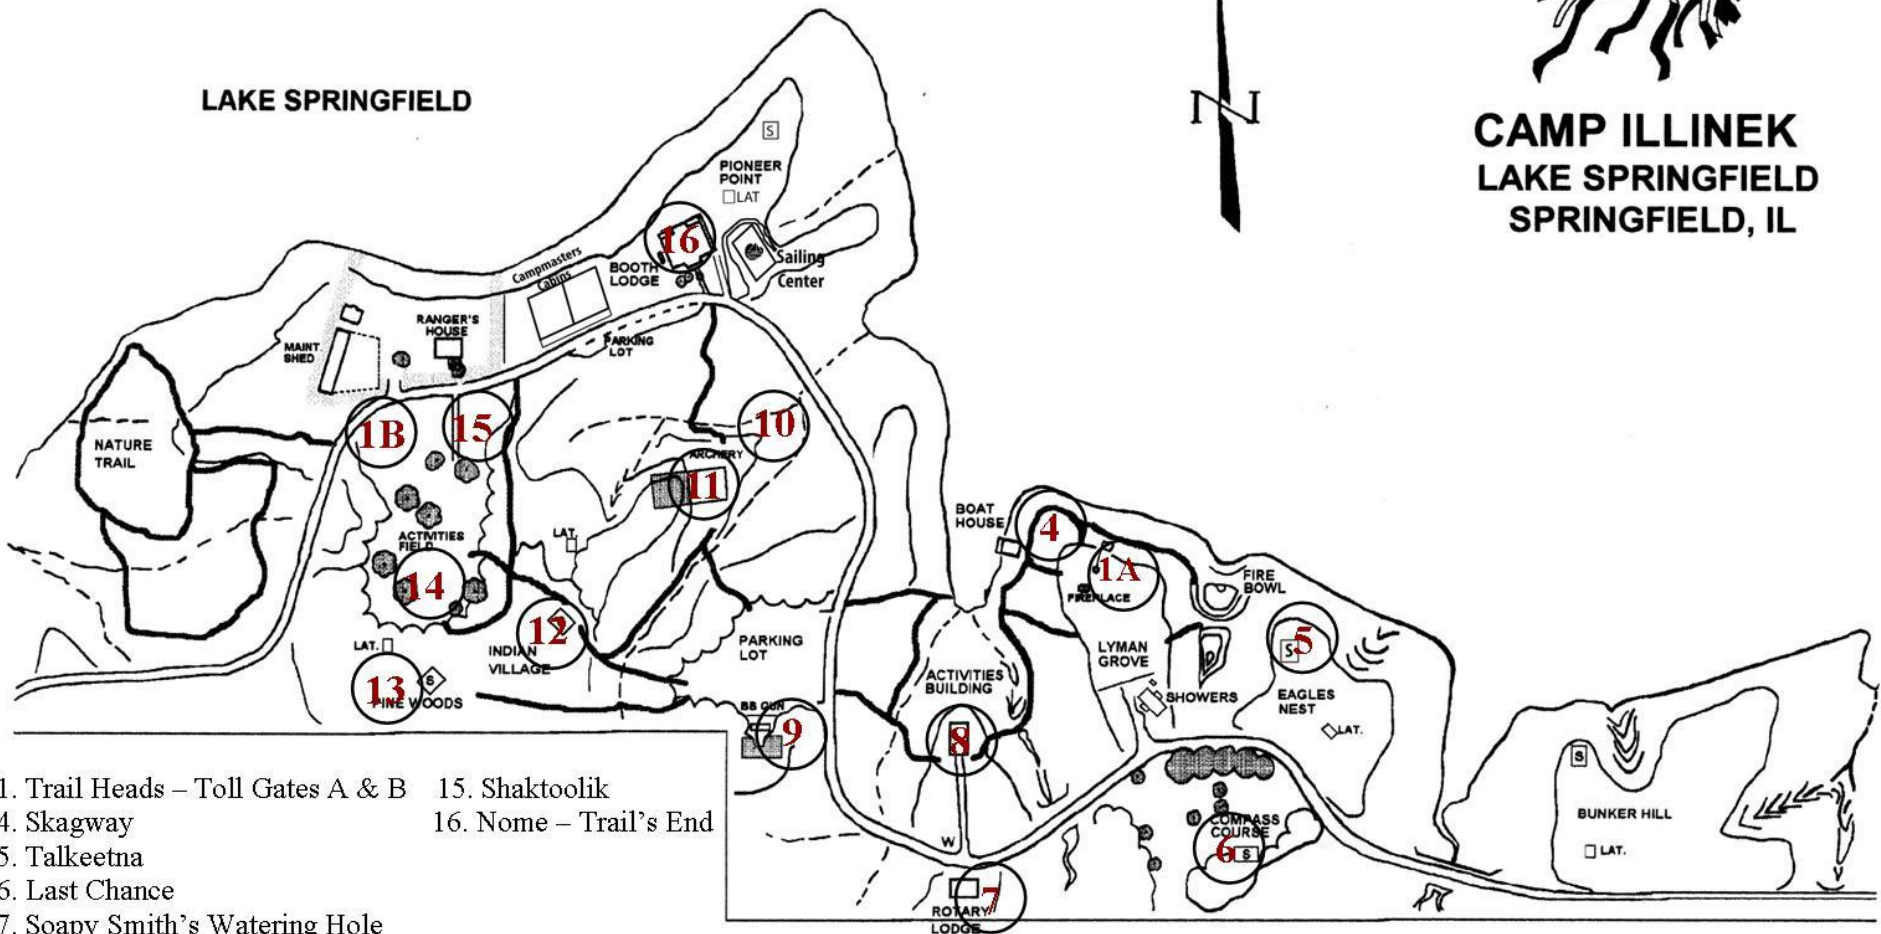 LAKE SPRINGFIELD
N
CAMP ILLINEK
LAKE SPRINGFIELD
SPRINGFIELD, IL
S
PIONEER
POINT
LAT
16
BOOTH
LODGE
Sailing
Center
Campmasters
Cabins
PARKING
LOT
RANGER'S
HOUSE
MAINT.
SHED
1B
15
10
NATURE
TRAIL
ARCHERY
11
ACTIVITIES
FIELD
14
LAT.
12
INDIAN
VILLAGE
LAT.
13
S
PINE WOODS
PARKING
LOT
BB GUN
9
BOAT
HOUSE
4
1A
FIREPLACE
FIRE
BOWL
LYMAN
GROVE
5
S
EAGLES
NEST
LAT.
SHOWERS
ACTIVITIES
BUILDING
8
W
COMPASS
COURSE
6
S
7
ROTARY
LODGE
S
BUNKER HILL
LAT.
1. Trail Heads – Toll Gates A & B
4. Skagway
5. Talkeetna
6. Last Chance
7. Soapy Smith's Watering Hole
15. Shaktoolik
16. Nome – Trail's End